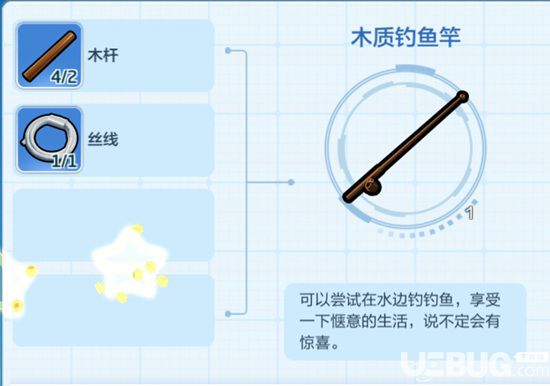 木质钓鱼竿
木杆
4/2
丝线
1/1
1
可以尝试在水边钓钓鱼，享受
一下惬意的生活，说不定会有
惊喜。
UEBUG